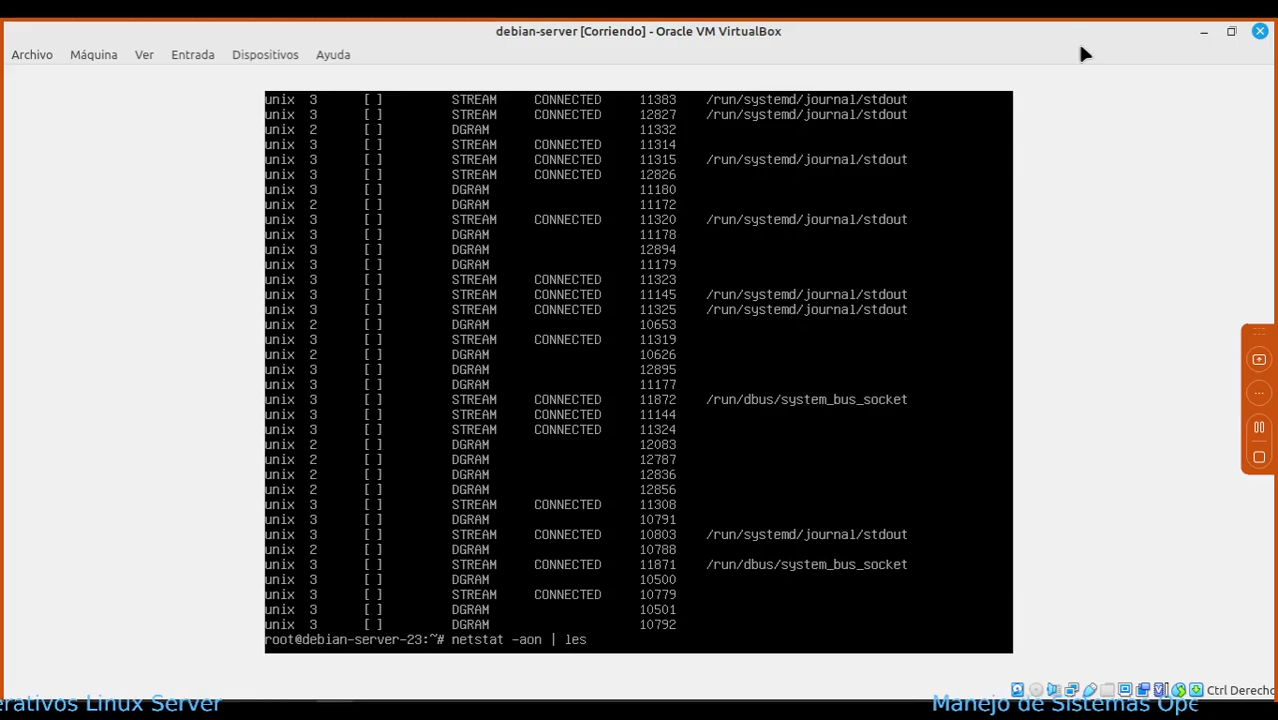 debian-server [Corriendo] - Oracle VM VirtualBox
Archivo Máquina Ver Entrada Dispositivos Ayuda
unix 3 [ ] STREAM CONNECTED 11383 /run/systemd/journal/stdout
unix 3 [ ] STREAM CONNECTED 12827 /run/systemd/journal/stdout
unix 2 [ ] DGRAM 11332
unix 3 [ ] STREAM CONNECTED 11314
unix 3 [ ] STREAM CONNECTED 11315 /run/systemd/journal/stdout
unix 3 [ ] STREAM CONNECTED 12826
unix 3 [ ] DGRAM 11180
unix 2 [ ] DGRAM 11172
unix 3 [ ] STREAM CONNECTED 11320 /run/systemd/journal/stdout
unix 3 [ ] DGRAM 11178
unix 3 [ ] DGRAM 12894
unix 3 [ ] DGRAM 11179
unix 3 [ ] STREAM CONNECTED 11323
unix 3 [ ] STREAM CONNECTED 11145 /run/systemd/journal/stdout
unix 3 [ ] STREAM CONNECTED 11325 /run/systemd/journal/stdout
unix 2 [ ] DGRAM 10653
unix 3 [ ] STREAM CONNECTED 11319
unix 2 [ ] DGRAM 10626
unix 3 [ ] DGRAM 12895
unix 3 [ ] DGRAM 11177
unix 3 [ ] STREAM CONNECTED 11872 /run/dbus/system_bus_socket
unix 3 [ ] STREAM CONNECTED 11144
unix 3 [ ] STREAM CONNECTED 11324
unix 2 [ ] DGRAM 12083
unix 2 [ ] DGRAM 12787
unix 2 [ ] DGRAM 12836
unix 2 [ ] DGRAM 12856
unix 3 [ ] STREAM CONNECTED 11308
unix 3 [ ] DGRAM 10791
unix 3 [ ] STREAM CONNECTED 10803 /run/systemd/journal/stdout
unix 2 [ ] DGRAM 10788
unix 3 [ ] STREAM CONNECTED 11871 /run/dbus/system_bus_socket
unix 3 [ ] DGRAM 10500
unix 3 [ ] STREAM CONNECTED 10779
unix 3 [ ] DGRAM 10501
unix 3 [ ] DGRAM 10792
root@debian-server-23:~# netstat -aon | les
Ctrl Derecho
erativos Linux Server Manejo de Sistemas Ope